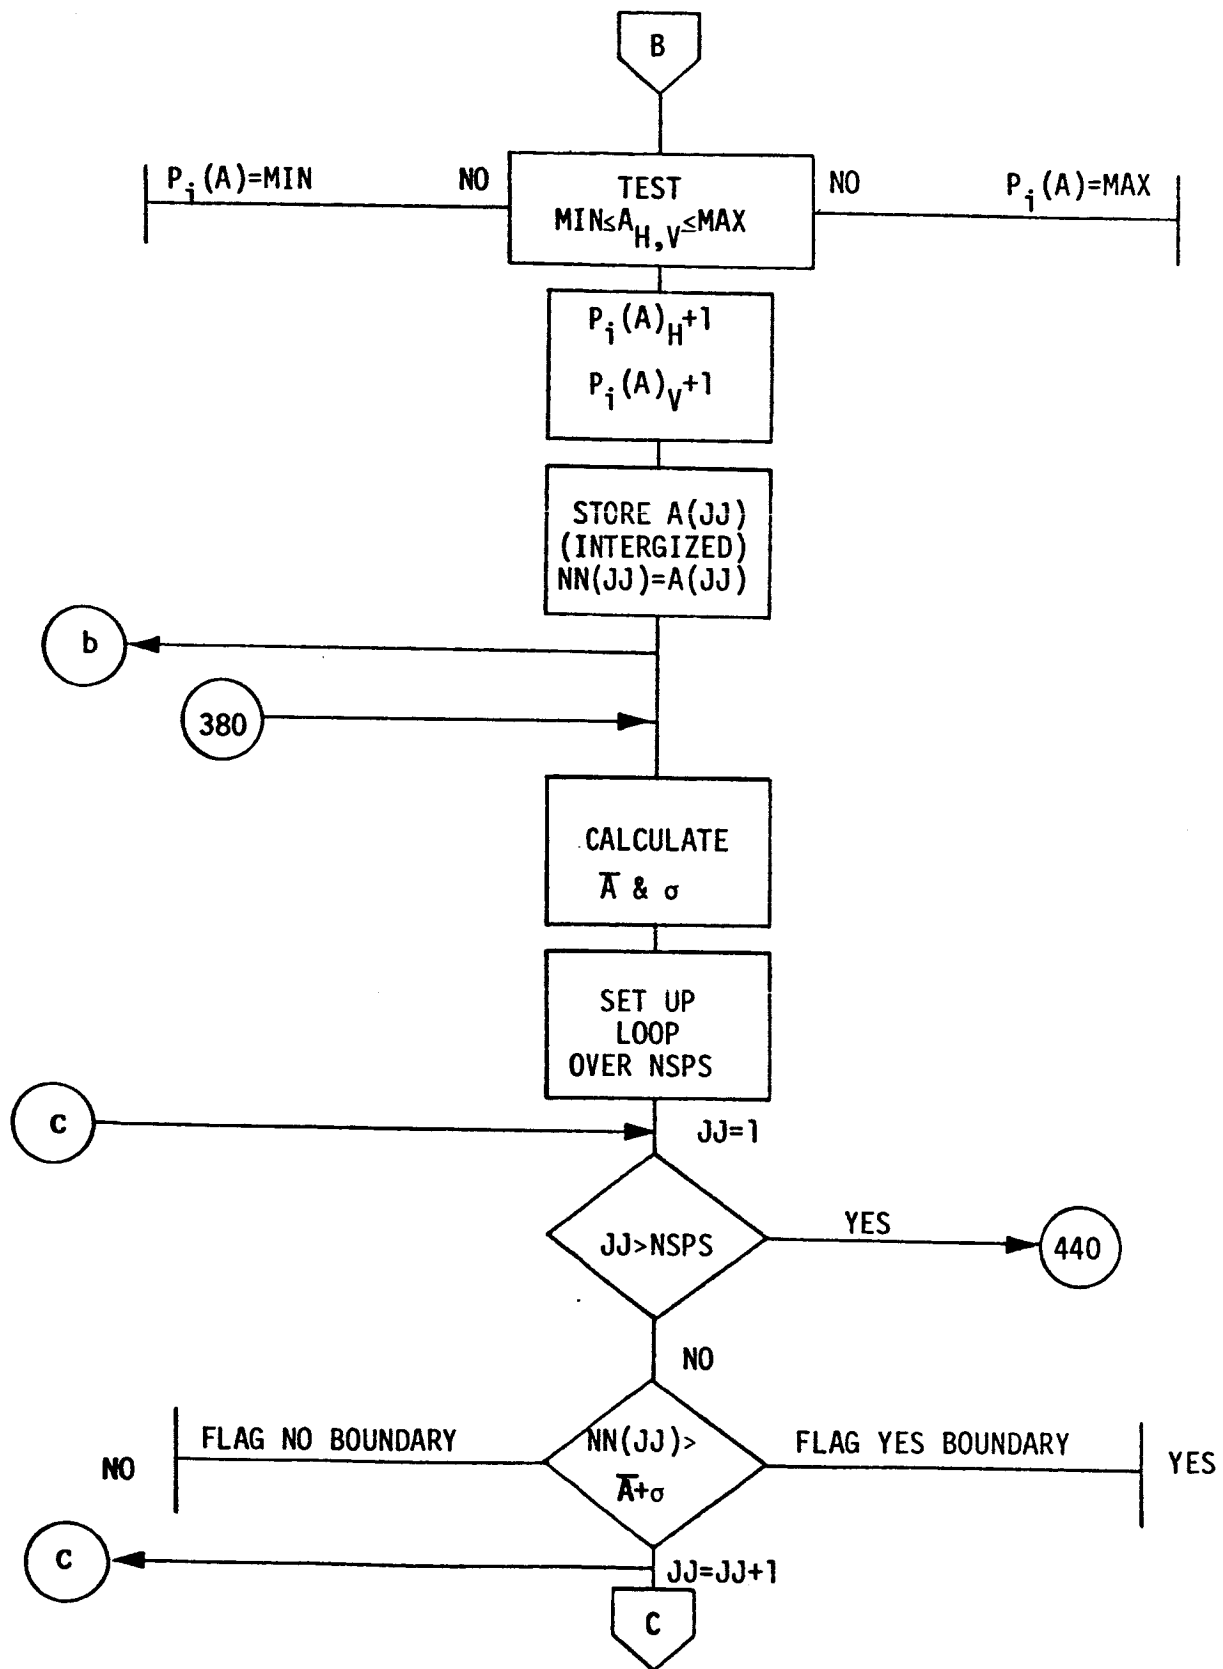 B
P_i(A)=MIN NO
NO P_i(A)=MAX
TEST
MIN≤A_H,V≤MAX
P_i(A)_H+1
P_i(A)_V+1
STORE A(JJ)
(INTERGIZED)
NN(JJ)=A(JJ)
b
380
CALCULATE
A̅ & σ
SET UP
LOOP
OVER NSPS
c
JJ=1
JJ>NSPS
YES
440
NO
FLAG NO BOUNDARY
NO
NN(JJ)>
A̅+σ
FLAG YES BOUNDARY
YES
C
JJ=JJ+1
C